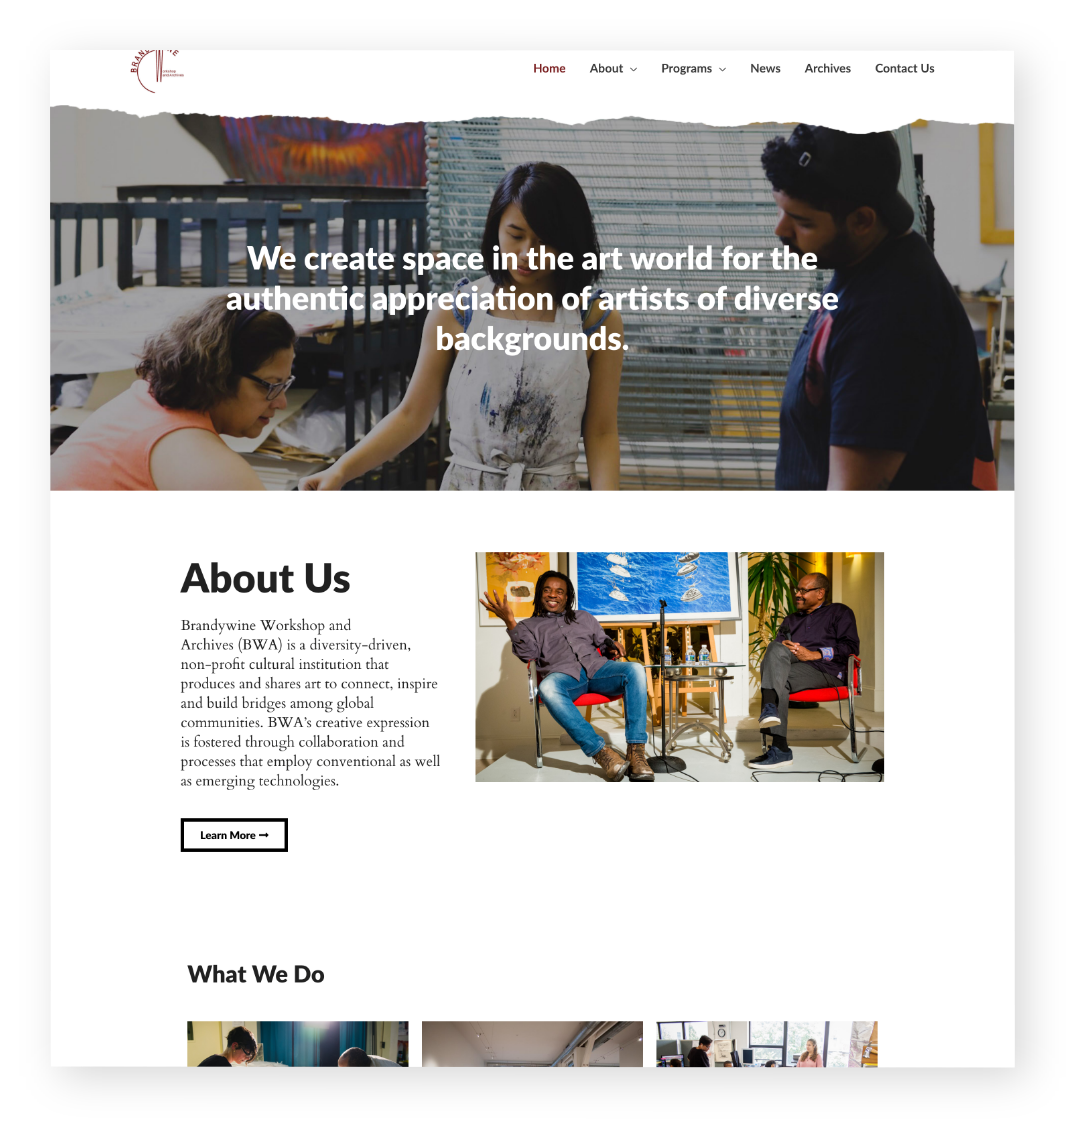 Home About Programs News Archives Contact Us
We create space in the art world for the
authentic appreciation of artists of diverse
backgrounds.
About Us
Brandywine Workshop and
Archives (BWA) is a diversity-driven,
non-profit cultural institution that
produces and shares art to connect, inspire
and build bridges among global
communities. BWA's creative expression
is fostered through collaboration and
processes that employ conventional as well
as emerging technologies.
Learn More →
What We Do